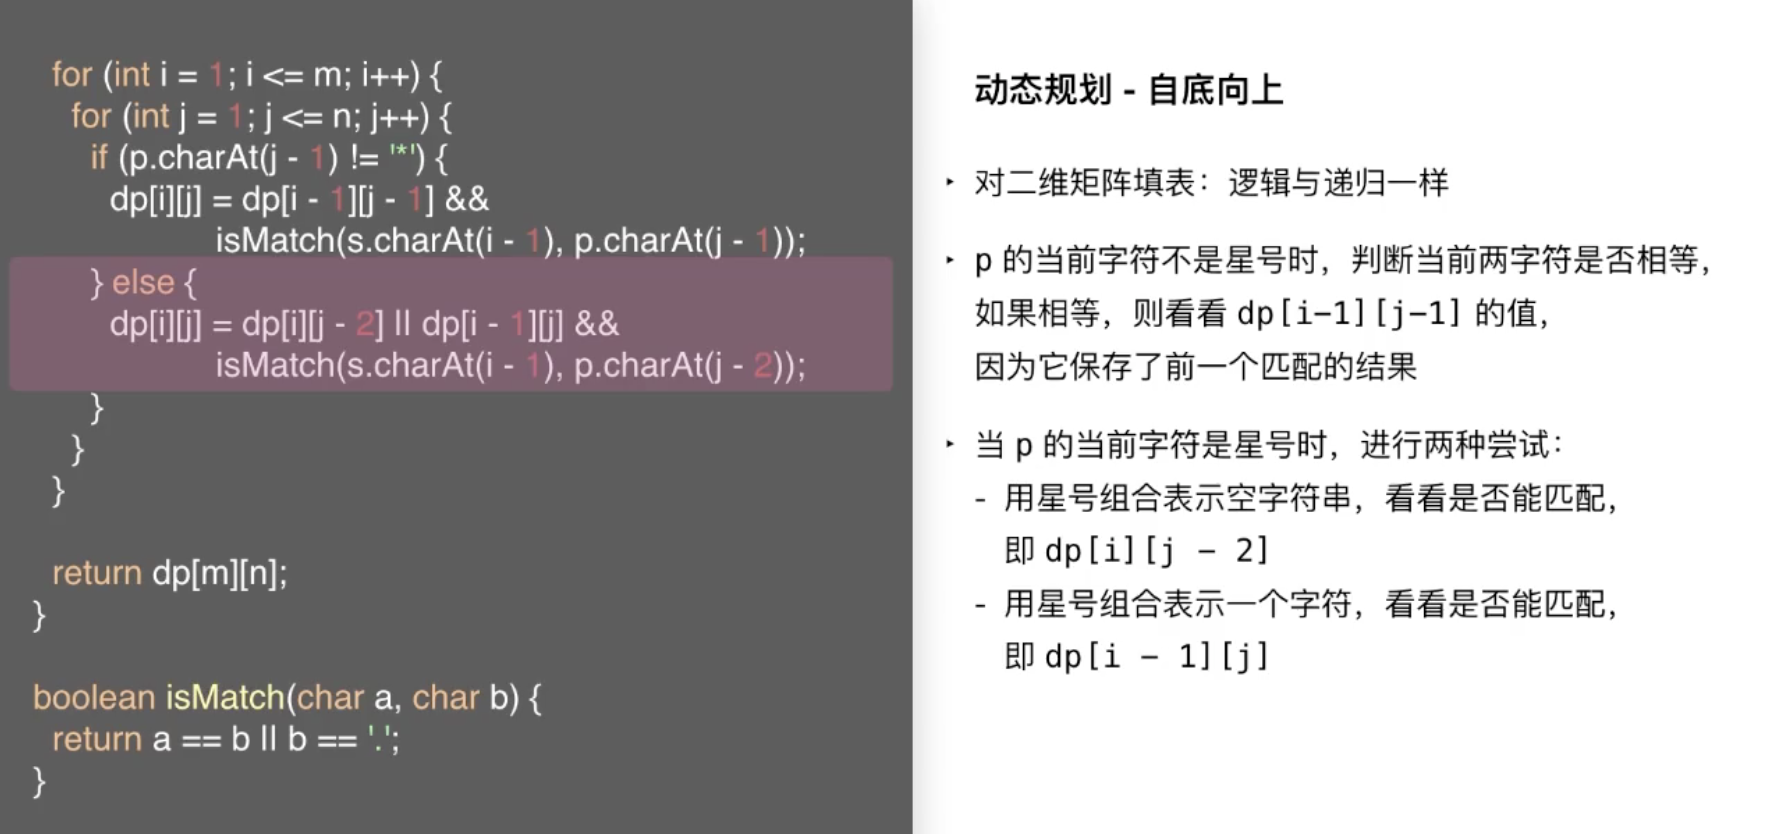 for (int i = 1; i <= m; i++) {
for (int j = 1; j <= n; j++) {
if (p.charAt(j - 1) != '*') {
dp[i][j] = dp[i - 1][j - 1] &&
isMatch(s.charAt(i - 1), p.charAt(j - 1));
} else {
dp[i][j] = dp[i][j - 2] || dp[i - 1][j] &&
isMatch(s.charAt(i - 1), p.charAt(j - 2));
}
}
}
return dp[m][n];
}
boolean isMatch(char a, char b) {
return a == b || b == '.';
}
动态规划 - 自底向上
‣ 对二维矩阵填表：逻辑与递归一样
‣ p 的当前字符不是星号时，判断当前两字符是否相等，
如果相等，则看看 dp[i−1][j−1] 的值，
因为它保存了前一个匹配的结果
‣ 当 p 的当前字符是星号时，进行两种尝试：
- 用星号组合表示空字符串，看看是否能匹配，
即 dp[i][j − 2]
- 用星号组合表示一个字符，看看是否能匹配，
即 dp[i − 1][j]